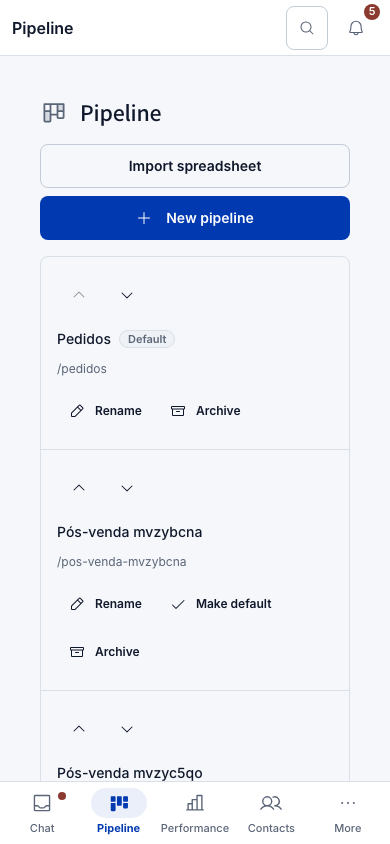 Pipeline
5
Pipeline
Import spreadsheet
New pipeline
Pedidos Default
/pedidos
Rename Archive
Pós-venda mvzybcna
/pos-venda-mvzybcna
Rename Make default
Archive
Pós-venda mvzyc5qo
Chat Pipeline Performance Contacts More